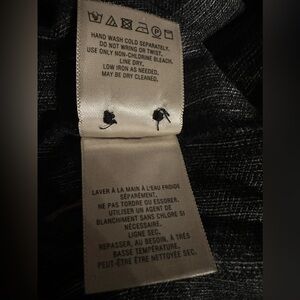 HAND WASH COLD SEPARATELY.
DO NOT WRING OR TWIST.
USE ONLY NON-CHLORINE BLEACH.
LINE DRY.
LOW IRON AS NEEDED.
MAY BE DRY CLEANED.
LAVER À LA MAIN À L'EAU FROIDE
SÉPARÉMENT.
NE PAS TORDRE OU ESSORER.
UTILISER UN AGENT DE
BLANCHIMENT SANS CHLORE SI
NÉCESSAIRE.
LIGNE SEC.
REPASSER, AU BESOIN, À TRÈS
BASSE TEMPÉRATURE.
PEUT-ÊTRE ÊTRE NETTOYÉE SEC.